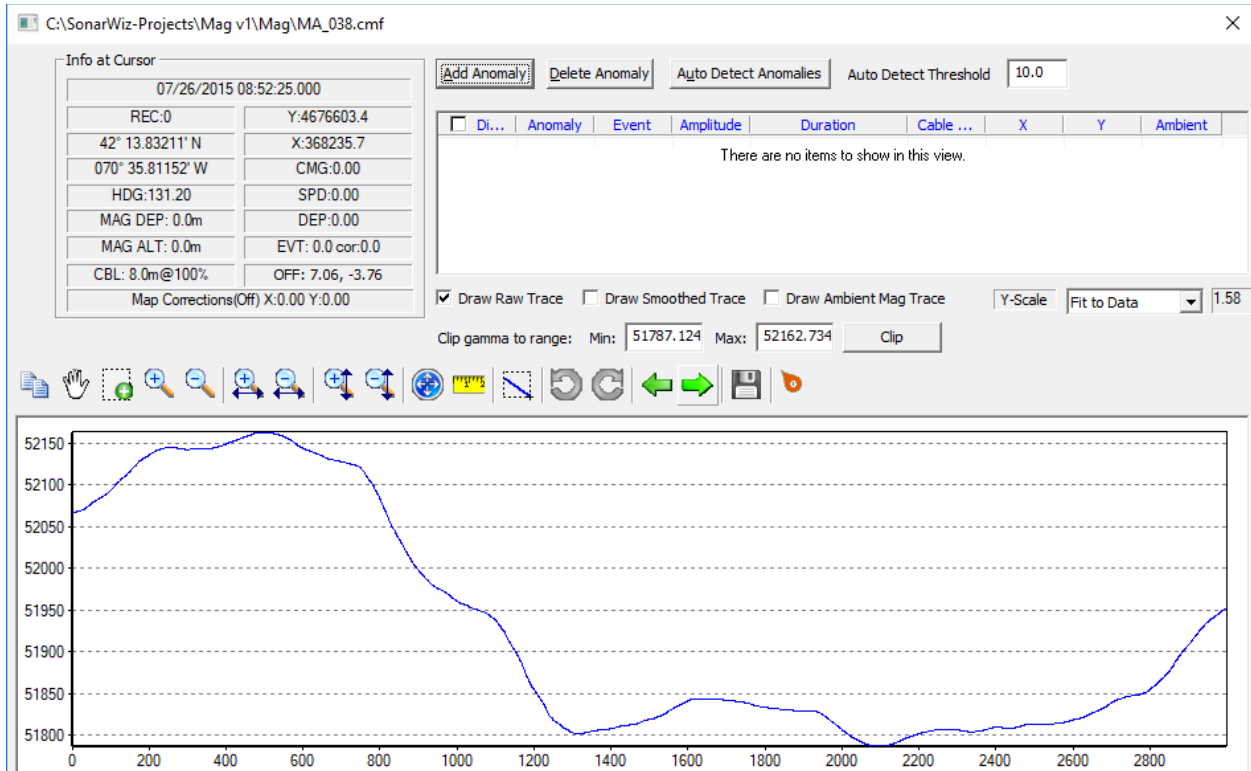 C:\SonarWiz-Projects\Mag v1\Mag\MA_038.cmf
Info at Cursor
07/26/2015 08:52:25.000
REC:0 Y:4676603.4
42° 13.83211' N X:368235.7
070° 35.81152' W CMG:0.00
HDG:131.20 SPD:0.00
MAG DEP: 0.0m DEP:0.00
MAG ALT: 0.0m EVT: 0.0 cor:0.0
CBL: 8.0m@100% OFF: 7.06, -3.76
Map Corrections(Off) X:0.00 Y:0.00
Add Anomaly Delete Anomaly Auto Detect Anomalies Auto Detect Threshold 10.0
Di... Anomaly Event Amplitude Duration Cable ... X Y Ambient
There are no items to show in this view.
Draw Raw Trace Draw Smoothed Trace Draw Ambient Mag Trace Y-Scale Fit to Data 1.58
Clip gamma to range: Min: 51787.124 Max: 52162.734 Clip
52150
52100
52050
52000
51950
51900
51850
51800
0 200 400 600 800 1000 1200 1400 1600 1800 2000 2200 2400 2600 2800